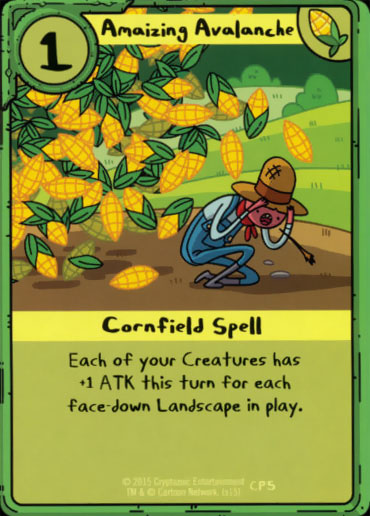 1
Amaizing Avalanche
Cornfield Spell
Each of your Creatures has
+1 ATK this turn for each
face-down Landscape in play.
© 2015 Cryptozoic Entertainment
TM & © Cartoon Network. (s15)
CP5